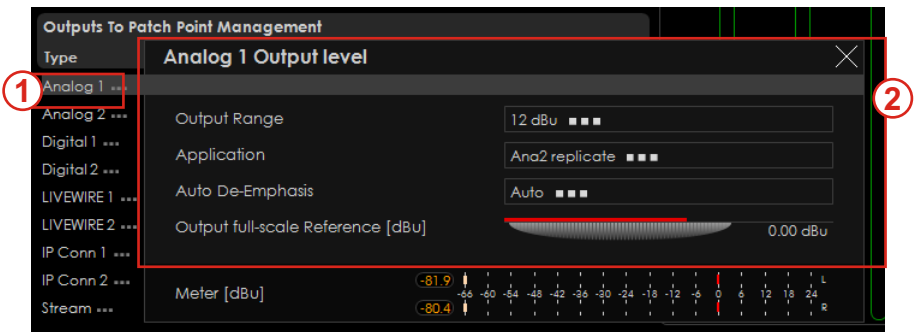 Outputs To Patch Point Management
Type
Analog 1 Output level
1
Analog 1 ...
2
Analog 2 ...
Output Range
12 dBu
Digital 1 ...
Application
Ana2 replicate
Digital 2 ...
Auto De-Emphasis
Auto
LIVEWIRE 1 ...
LIVEWIRE 2 ...
Output full-scale Reference [dBu]
0.00 dBu
IP Conn 1 ...
IP Conn 2 ...
Stream ...
Meter [dBu]
-81.9
-66 -60 -54 -48 -42 -36 -30 -24 -18 -12 -6 0 6 12 18 24
L
-80.4
R